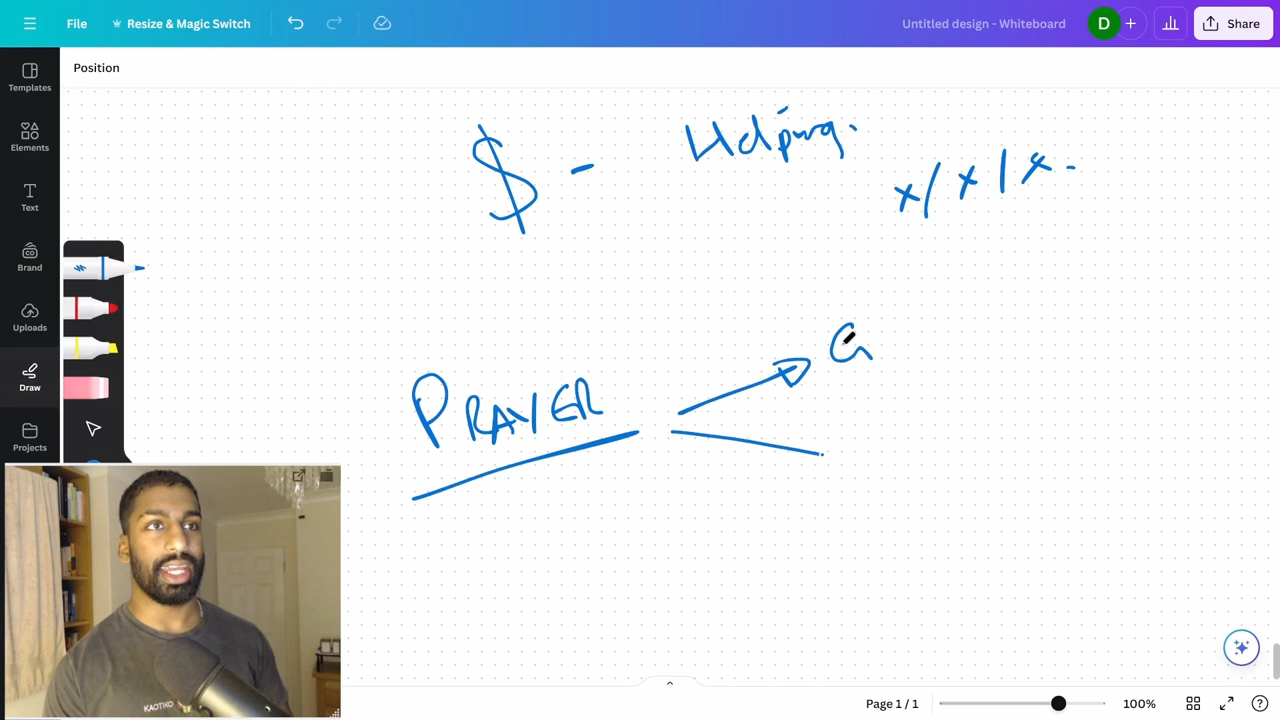 File
Resize & Magic Switch
Untitled design - Whiteboard
D
+
Share
Templates
Elements
Text
Brand
Uploads
Draw
Projects
Position
$ -
Helping.
x/ x / x -
PRAYER
G
KAOTIKO
Page 1 / 1
100%